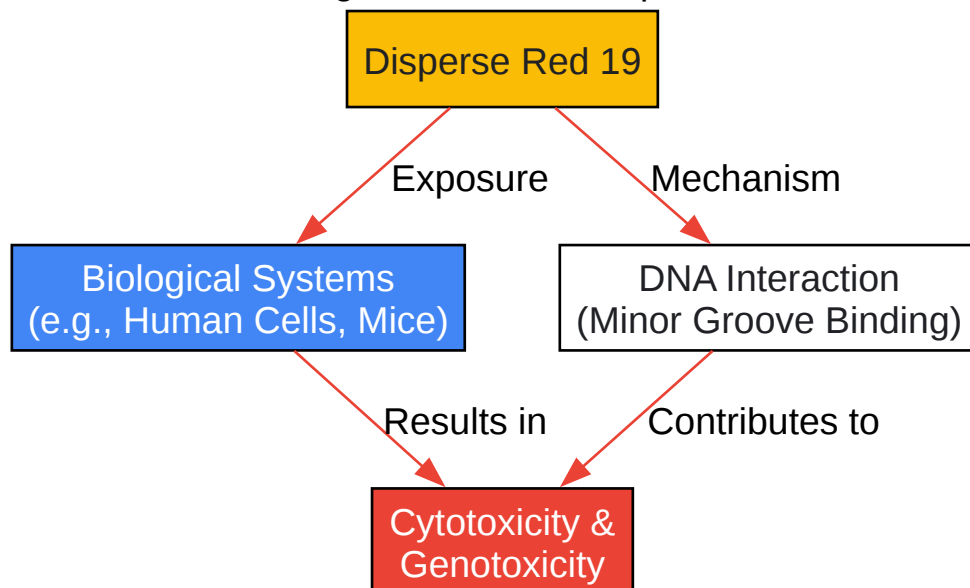 Disperse Red 19
Exposure
Mechanism
Biological Systems
(e.g., Human Cells, Mice)
DNA Interaction
(Minor Groove Binding)
Results in
Contributes to
Cytotoxicity &
Genotoxicity